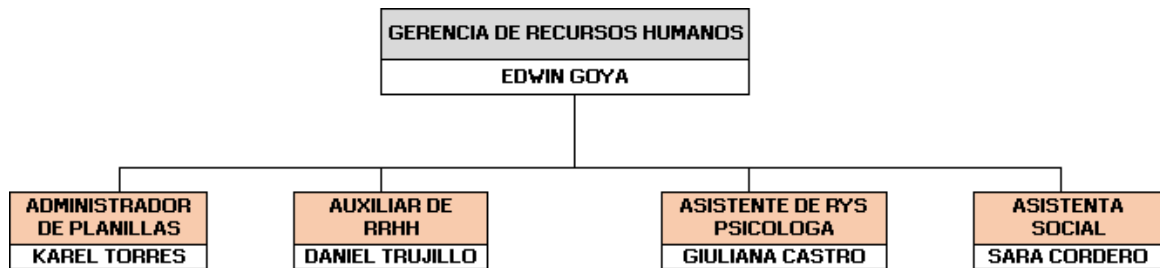 GERENCIA DE RECURSOS HUMANOS
EDWIN GOYA
ADMINISTRADOR
DE PLANILLAS
KAREL TORRES
AUXILIAR DE
RRHH
DANIEL TRUJILLO
ASISTENTE DE RYS
PSICOLOGA
GIULIANA CASTRO
ASISTENTA
SOCIAL
SARA CORDERO